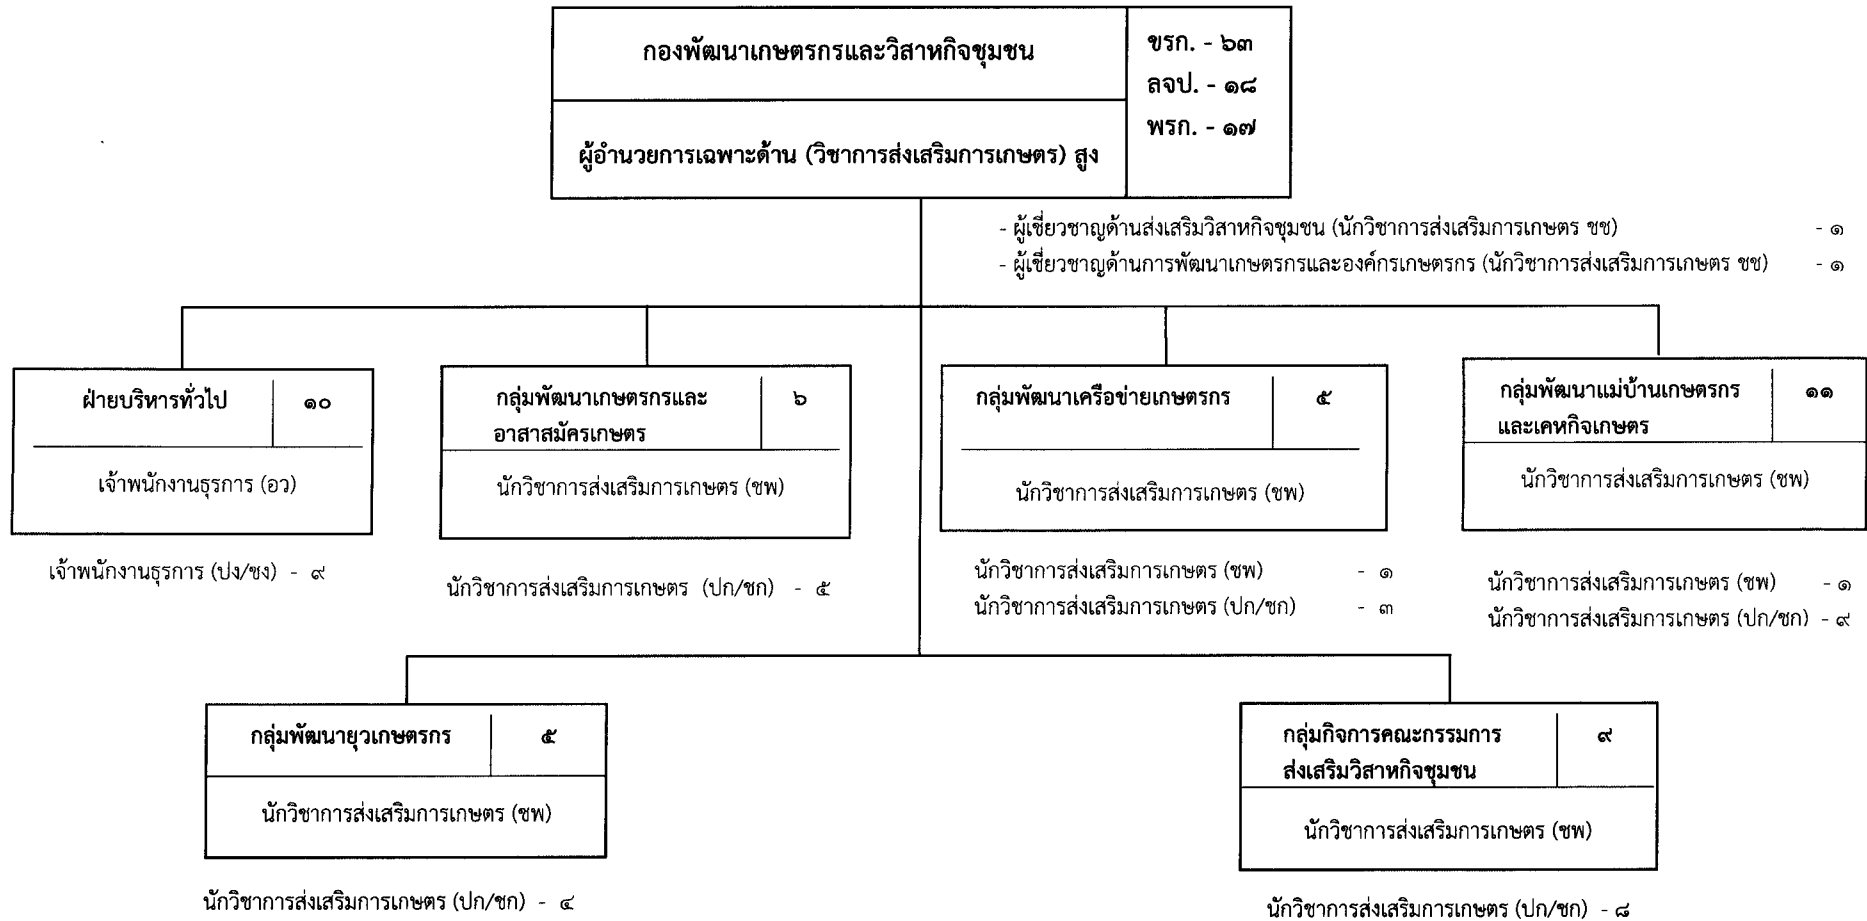 กองพัฒนาเกษตรกรและวิสาหกิจชุมชน
ขรก. - ๖๓
ลจป. - ๑๘
พรก. - ๑๗
ผู้อำนวยการเฉพาะด้าน (วิชาการส่งเสริมการเกษตร) สูง
- ผู้เชี่ยวชาญด้านส่งเสริมวิสาหกิจชุมชน (นักวิชาการส่งเสริมการเกษตร ชช) - ๑
- ผู้เชี่ยวชาญด้านการพัฒนาเกษตรกรและองค์กรเกษตรกร (นักวิชาการส่งเสริมการเกษตร ชช) - ๑
ฝ่ายบริหารทั่วไป ๑๐
เจ้าพนักงานธุรการ (อว)
เจ้าพนักงานธุรการ (ปง/ชง) - ๙
กลุ่มพัฒนาเกษตรกรและ ๖
อาสาสมัครเกษตร
นักวิชาการส่งเสริมการเกษตร (ชพ)
นักวิชาการส่งเสริมการเกษตร (ปก/ชก) - ๕
กลุ่มพัฒนาเครือข่ายเกษตรกร ๕
นักวิชาการส่งเสริมการเกษตร (ชพ)
นักวิชาการส่งเสริมการเกษตร (ชพ) - ๑
นักวิชาการส่งเสริมการเกษตร (ปก/ชก) - ๓
กลุ่มพัฒนาแม่บ้านเกษตรกร ๑๑
และเคหกิจเกษตร
นักวิชาการส่งเสริมการเกษตร (ชพ)
นักวิชาการส่งเสริมการเกษตร (ชพ) - ๑
นักวิชาการส่งเสริมการเกษตร (ปก/ชก) - ๙
กลุ่มพัฒนายุวเกษตรกร ๕
นักวิชาการส่งเสริมการเกษตร (ชพ)
นักวิชาการส่งเสริมการเกษตร (ปก/ชก) - ๔
กลุ่มกิจการคณะกรรมการ ๙
ส่งเสริมวิสาหกิจชุมชน
นักวิชาการส่งเสริมการเกษตร (ชพ)
นักวิชาการส่งเสริมการเกษตร (ปก/ชก) - ๘